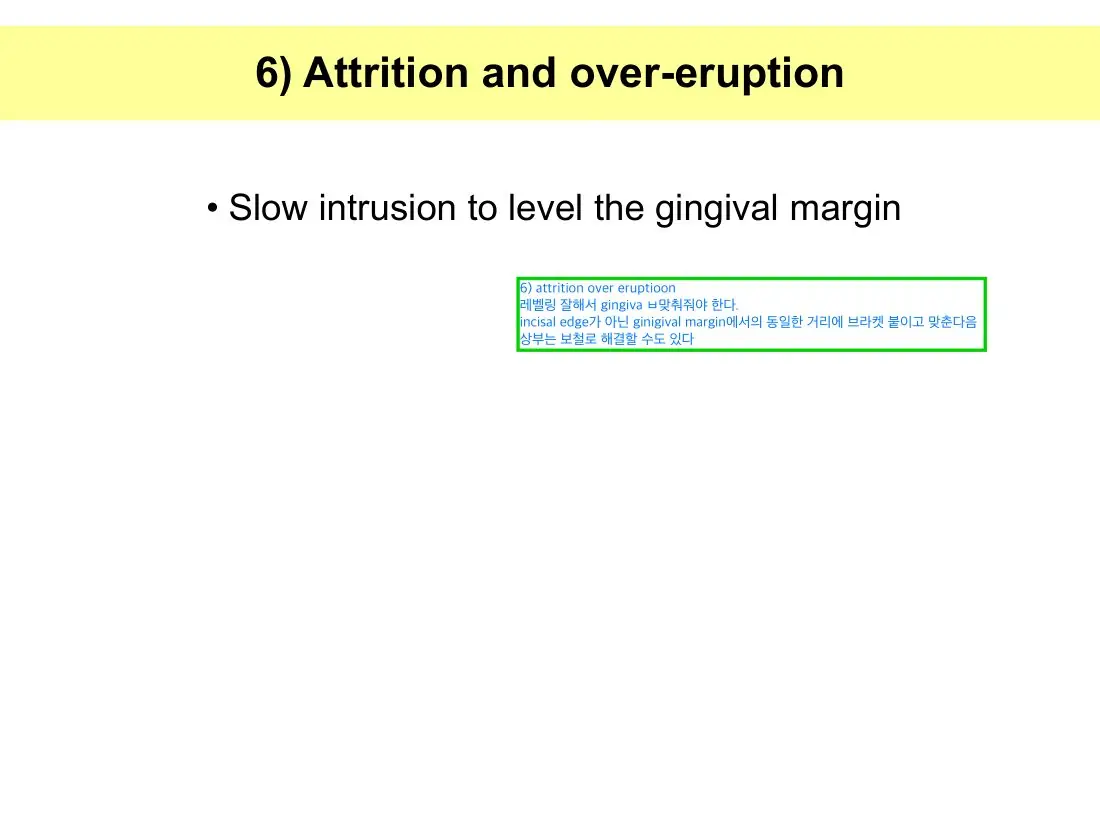 6) Attrition and over-eruption
• Slow intrusion to level the gingival margin
6) attrition over eruptioon
레벨링 잘해서 gingiva ㅂ맞춰줘야 한다.
incisal edge가 아닌 ginigival margin에서의 동일한 거리에 브라켓 붙이고 맞춘다음
상부는 보철로 해결할 수도 있다